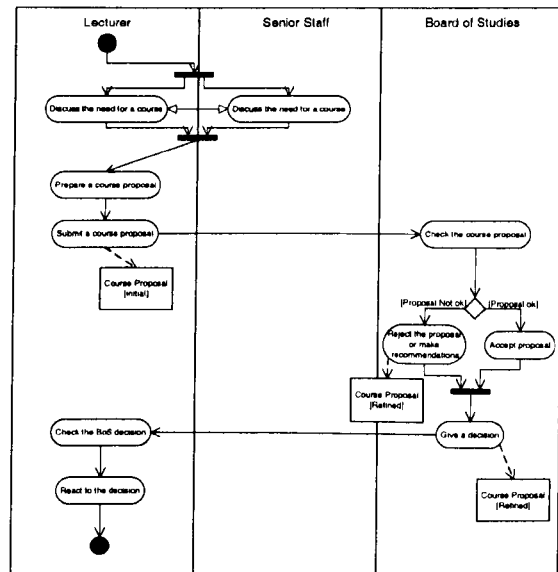 Lecturer
Senior Staff
Board of Studies
Discuss the need for a course
Discuss the need for a course
Prepare a course proposal
Submit a course proposal
Check the course proposal
Course Proposal
[Initial]
[Proposal Not ok]
[Proposal ok]
Reject the proposal
or make
recommendations
Accept proposal
Course Proposal
[Refined]
Check the BoS decision
Give a decision
React to the decision
Course Proposal
[Refined]